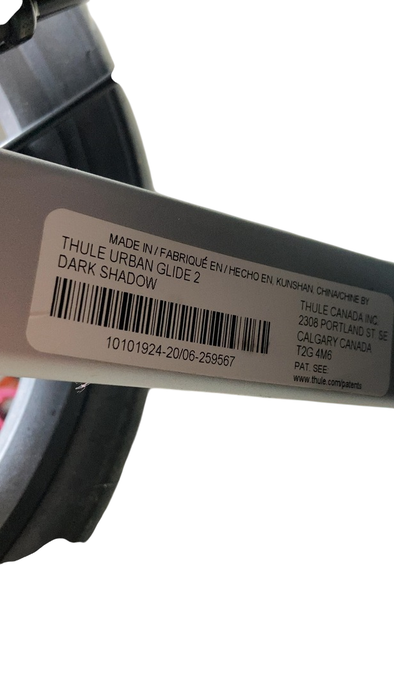 MADE IN / FABRIQUÉ EN / HECHO EN. KUNSHAN, CHINA/CHINE BY
THULE URBAN GLIDE 2
DARK SHADOW
10101924-20/06-259567
THULE CANADA INC.
2308 PORTLAND ST. SE
CALGARY CANADA
T2G 4M6
PAT. SEE:
www.thule.com/patents